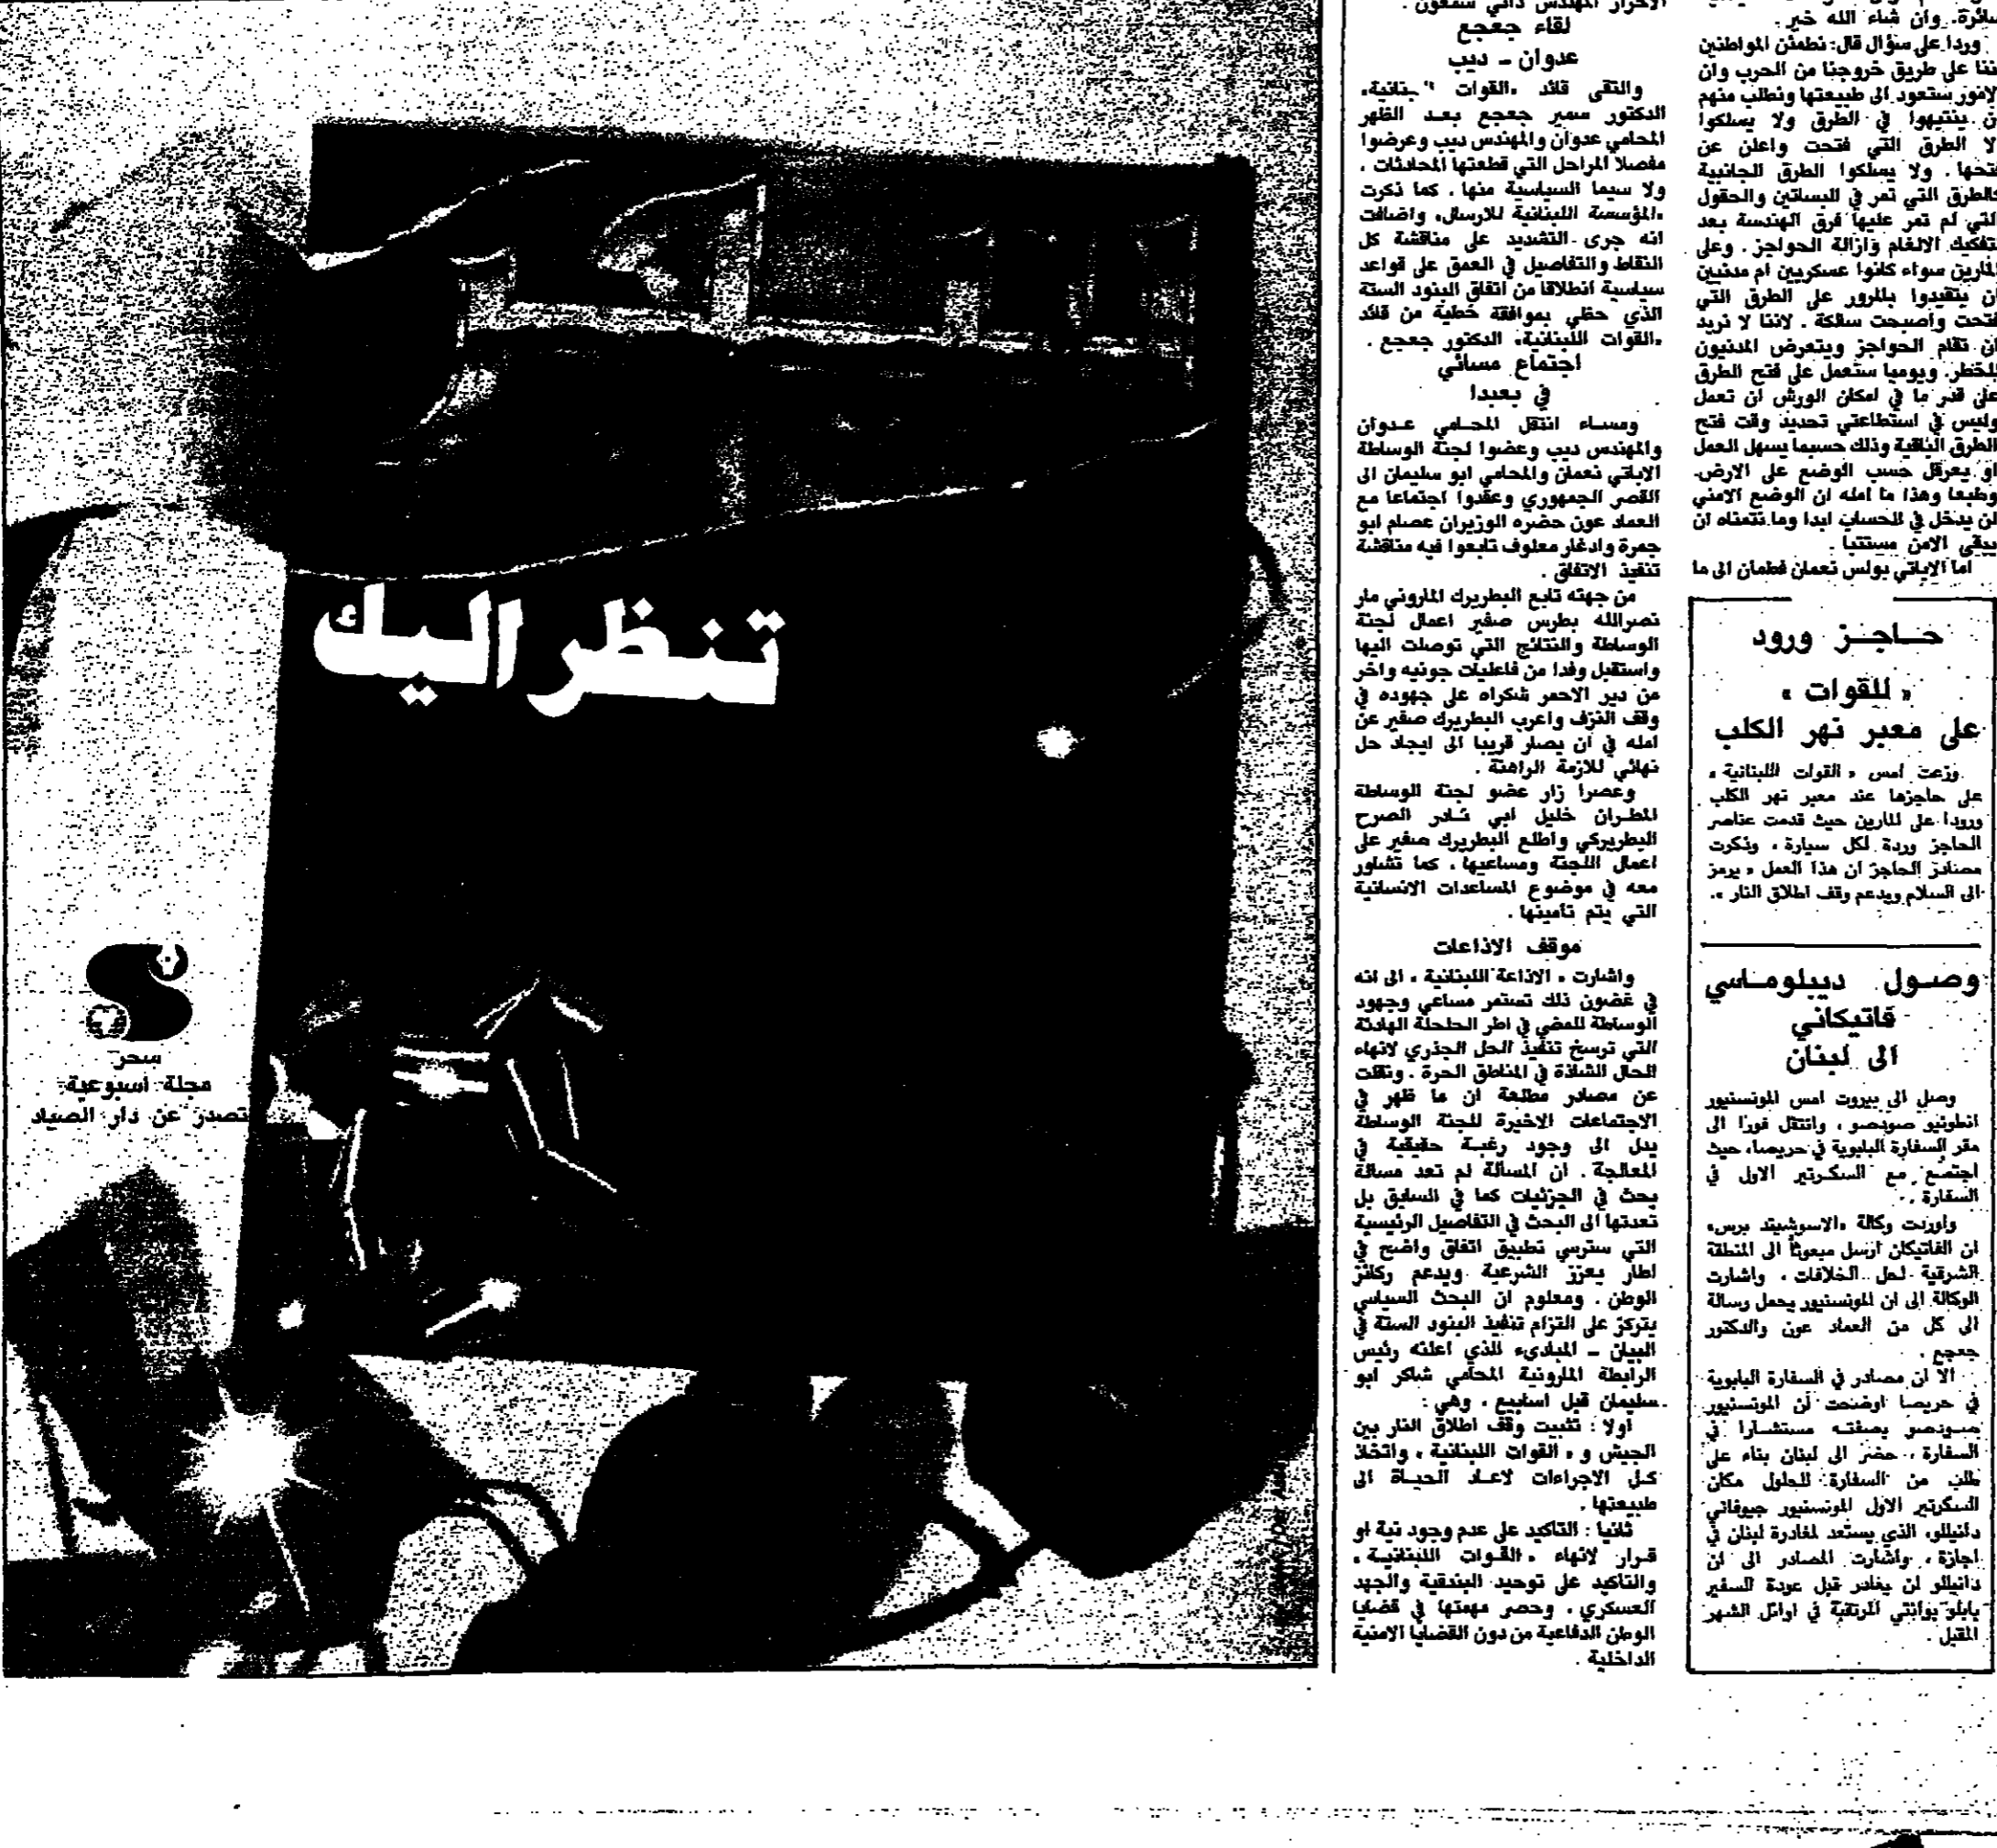 سائرة. وان شاء الله خير.
وردا على سؤال قال: نطمئن المواطنين
اننا على طريق خروجنا من الحرب وان
الامور ستعود الى طبيعتها ونطلب منهم
ان ينتبهوا في الطرق ولا يسلكوا
الا الطرق التي فتحت واعلن عن
فتحها . ولا يسلكوا الطرق الجانبية
كالطرق التي تمر في البساتين والحقول
التي لم تمر عليها فرق الهندسة بعد
لتفكيك الالغام وازالة الحواجز . وعلى
المارين سواء كانوا عسكريين ام مدنيين
ان يتقيدوا بالمرور على الطرق التي
فتحت واصبحت سالكة . لاننا لا نريد
ان تقام الحواجز ويتعرض المدنيون
للخطر. ويوميا ستعمل على فتح الطرق
على قدر ما في امكان الورش ان تعمل
وليس في استطاعتي تحديد وقت فتح
الطرق الباقية وذلك حسبما يسهل العمل
او يعرقل حسب الوضع على الارض.
وطبعا وهذا ما امله ان الوضع الامني
لن يدخل في الحساب ابدا وما نتمناه ان
يبقى الامن مستتبا .
اما الاباتي بولس نعمان فطمان الى ما
حـاجـز ورود
« للقوات »
على معبر نهر الكلب
وزعت امس « القوات اللبنانية »
على حاجزها عند معبر نهر الكلب
ورودا على المارين حيث قدمت عناصر
الحاجز وردة لكل سيارة ، وذكرت
مصادر الحاجز ان هذا العمل « يرمز
الى السلام ويدعم وقف اطلاق النار ».
وصـول ديبلومـاسي
فاتيكاني
الى لبنان
وصل الى بيروت امس المونسنيور
انطونيو صوبصو ، وانتقل فورا الى
مقر السفارة البابوية في حريصا، حيث
اجتمع مع السكرتير الاول في
السفارة .
واوردت وكالة «الاسوشيتد برس»
ان الفاتيكان ارسل مبعوثا الى المنطقة
الشرقية لحل الخلافات ، واشارت
الوكالة الى ان المونسنيور يحمل رسالة
الى كل من العماد عون والدكتور
جعجع .
الا ان مصادر في السفارة البابوية
في حريصا اوضحت ان المونسنيور
بصفته مستشارا في
السفارة ، حضر الى لبنان بناء على
طلب من السفارة للحلول مكان
السكرتير الاول المونسنيور جيوفاني
دانيللو، الذي يستعد لمغادرة لبنان في
اجازة ، واشارت المصادر الى ان
دانيللو لن يغادر قبل عودة السفير
بابلو بوانتي المرتقبة في اوائل الشهر
المقبل .
الاحرار المهندس داني شمعون .
لقاء جعجع
عدوان - ديب
والتقى قائد «القوات
الدكتور سمير جعجع بعد الظهر
المحامي عدوان والمهندس ديب وعرضوا
مفصلا المراحل التي قطعتها المحادثات ،
ولا سيما السياسية منها ، كما ذكرت
«المؤسسة اللبنانية للارسال» واضافت
انه جرى التشديد على مناقشة كل
النقاط والتفاصيل في العمق على قواعد
سياسية انطلاقا من اتفاق البنود الستة
الذي حظي بموافقة خطية من قائد
«القوات اللبنانية» الدكتور جعجع .
اجتماع مسائي
في بعبدا
ومساء انتقل المحامي عدوان
والمهندس ديب وعضوا لجنة الوساطة
الاباتي نعمان والمحامي ابو سليمان الى
القصر الجمهوري وعقدوا اجتماعا مع
العماد عون حضره الوزيران عصام ابو
جمرة وادغار معلوف تابعوا فيه مناقشة
تنفيذ الاتفاق .
من جهته تابع البطريرك الماروني مار
نصرالله بطرس صفير اعمال لجنة
الوساطة والنتائج التي توصلت اليها
واستقبل وفدا من فاعليات جونيه واخر
من دير الاحمر شكراه على جهوده في
وقف النزف واعرب البطريرك صفير عن
امله في ان يصار قريبا الى ايجاد حل
نهائي للازمة الراهنة .
وعصرا زار عضو لجنة الوساطة
المطران خليل ابي نادر الصرح
البطريركي واطلع البطريرك صفير على
اعمال اللجنة ومساعيها ، كما تشاور
معه في موضوع المساعدات الانسانية
التي يتم تأمينها .
موقف الاذاعات
واشارت « الاذاعة اللبنانية » الى انه
في غضون ذلك تستمر مساعي وجهود
الوساطة للمضي في اطر الحلحلة الهادئة
التي ترسخ تنفيذ الحل الجذري لانهاء
الحال الشاذة في المناطق الحرة . ونقلت
عن مصادر مطلعة ان ما ظهر في
الاجتماعات الاخيرة للجنة الوساطة
يدل الى وجود رغبة حقيقية في
المعالجة . ان المسألة لم تعد مسألة
بحث في الجزئيات كما في السابق بل
تعدتها الى البحث في التفاصيل الرئيسية
التي سترسي تطبيق اتفاق واضح في
اطار يعزز الشرعية ويدعم ركائز
الوطن . ومعلوم ان البحث السياسي
يتركز على التزام تنفيذ البنود الستة في
البيان - المبادىء الذي اعلنه رئيس
الرابطة المارونية المحامي شاكر ابو
سليمان قبل اسابيع ، وهي :
اولا : تثبيت وقف اطلاق النار بين
الجيش و « القوات اللبنانية » واتخاذ
كـل الاجراءات لاعـاد الحيـاة الى
طبيعتها .
ثانيا : التاكيد على عدم وجود نية او
قـرار لانهاء « القـوات اللبنانيـة »
والتاكيد على توحيد البندقية والجهد
العسكري ، وحصر مهمتها في قضايا
الوطن الدفاعية من دون القضايا الامنية
الداخلية .
تنظر اليك
سحر
مجلة اسبوعية
تصدر عن دار الصياد